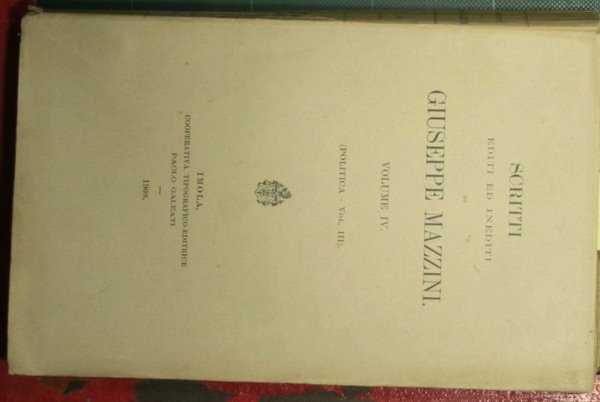 SCRITTI
EDITI ED INEDITI
DI
GIUSEPPE MAZZINI.
VOLUME IV.
(POLITICA - VOL. III).
IMOLA,
COOPERATIVA TIPOGRAFICO-EDITRICE
PAOLO GALEATI
—
1908.